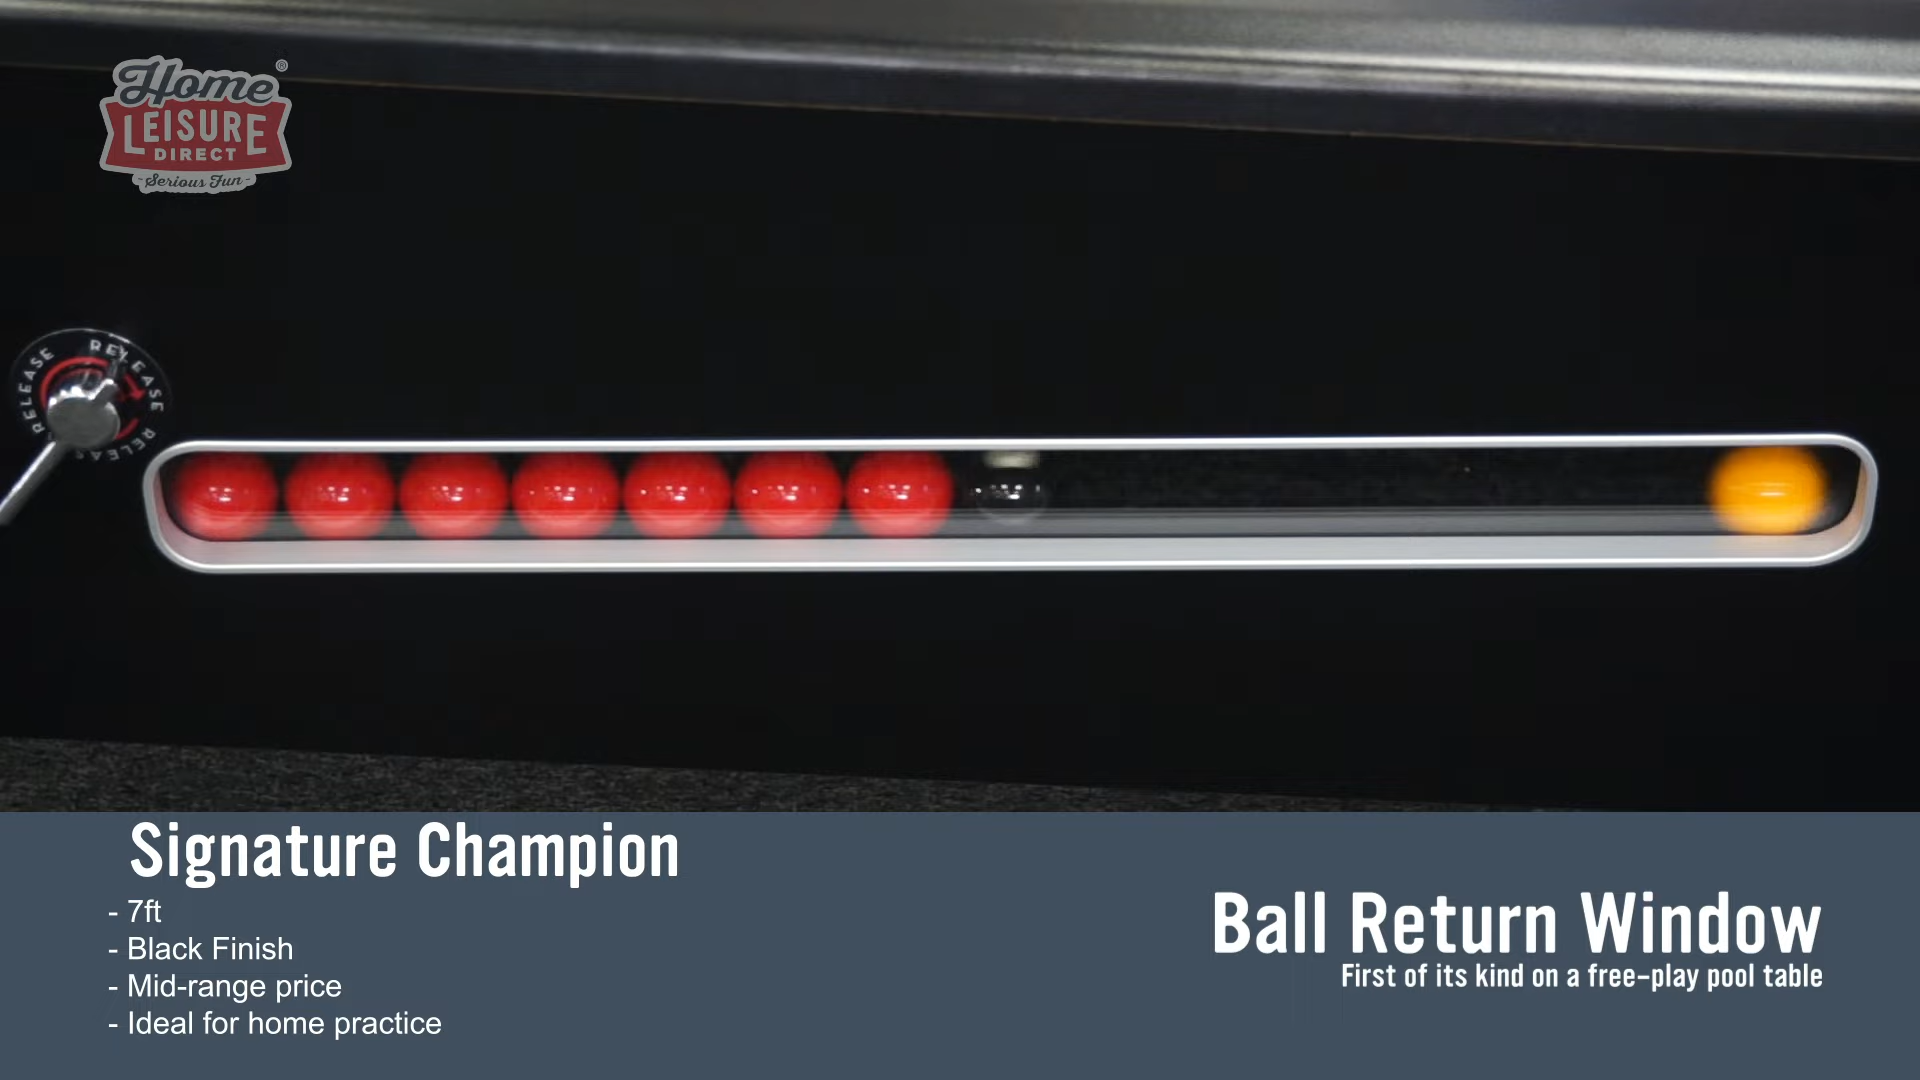 Home®
LEISURE
DIRECT
-Serious Fun-
RELEASE RELEASE RELEAS
Signature Champion
- 7ft
- Black Finish
- Mid-range price
- Ideal for home practice
Ball Return Window
First of its kind on a free-play pool table